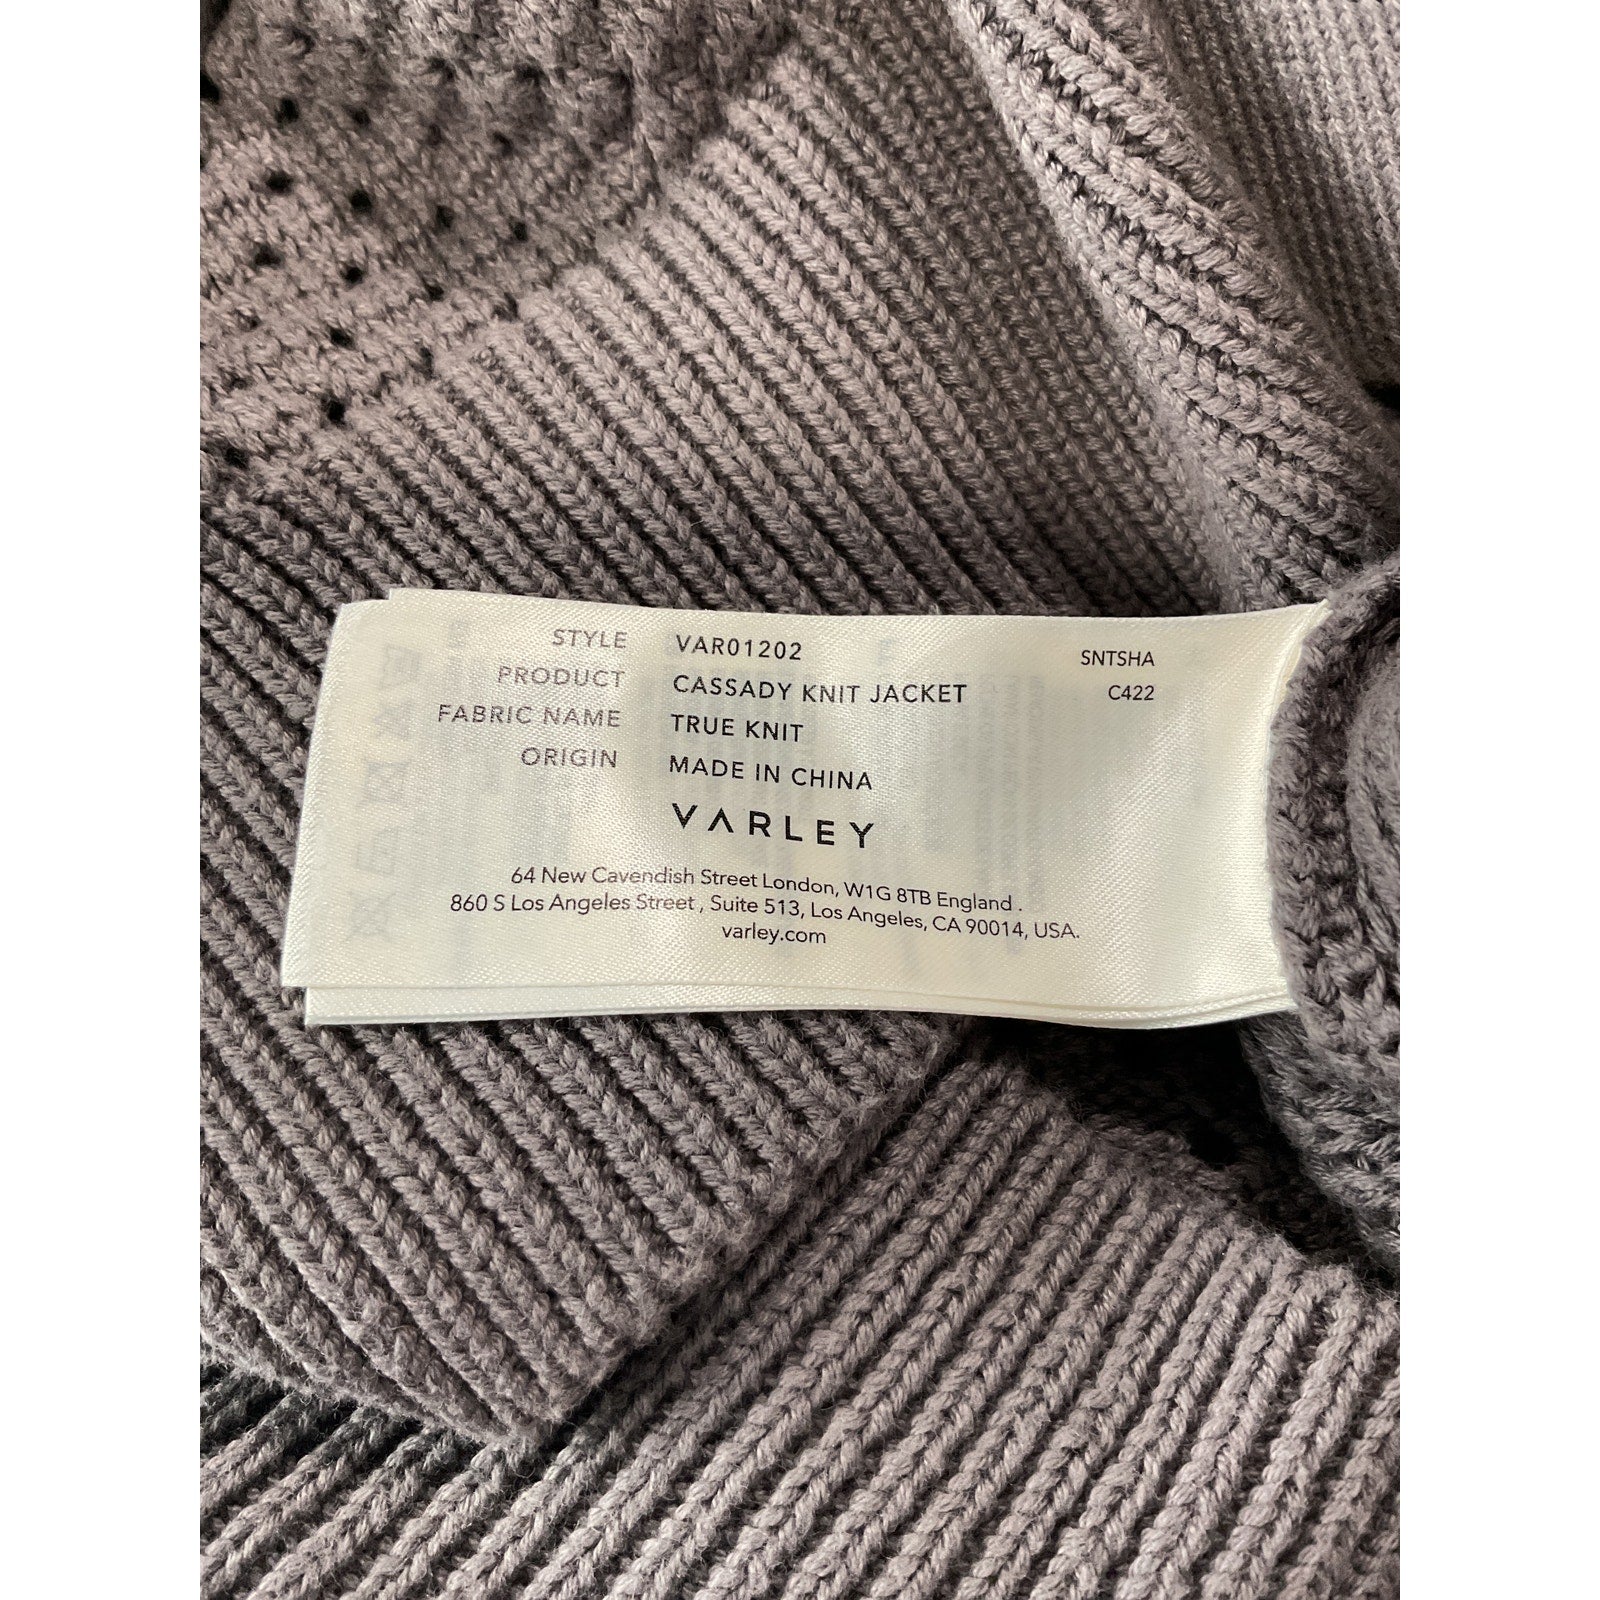 STYLE VAR01202 SNTSHA
PRODUCT CASSADY KNIT JACKET C422
FABRIC NAME TRUE KNIT
ORIGIN MADE IN CHINA
VARLEY
64 New Cavendish Street London, W1G 8TB England .
860 S Los Angeles Street , Suite 513, Los Angeles, CA 90014, USA.
varley.com